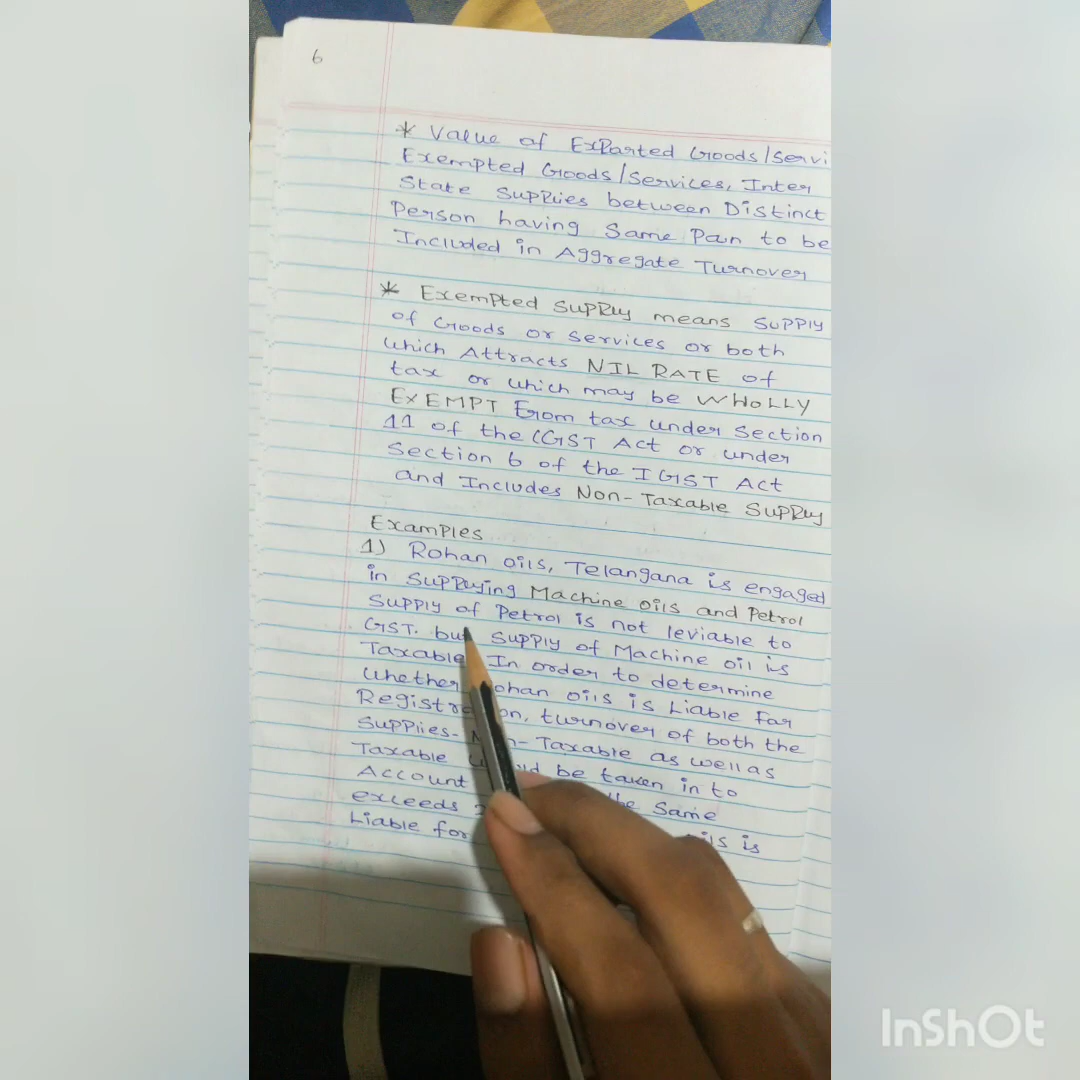 6
* Value of Exported Goods/Servi
Exempted Goods/Services, Inter
State Supplies between Distinct
Person having Same Pan to be
Included in Aggregate Turnover
* Exempted Supply means Supply
of Goods or Services or both
which Attracts NIL RATE of
tax or which may be WHOLLY
EXEMPT From tax under Section
11 of the CGST Act or under
Section 6 of the IGST Act
and Includes Non-Taxable Supply
Examples
1) Rohan oils, Telangana is engaged
in Supplying Machine oils and Petrol
Supply of Petrol is not leviable to
GST. but Supply of Machine oil is
Taxable In order to determine
whether Rohan oils is Liable for
turnover of both the
Supplies- Taxable as well as
Taxable be taken in to
Account the Same
exceeds
Liable for is
InShOt